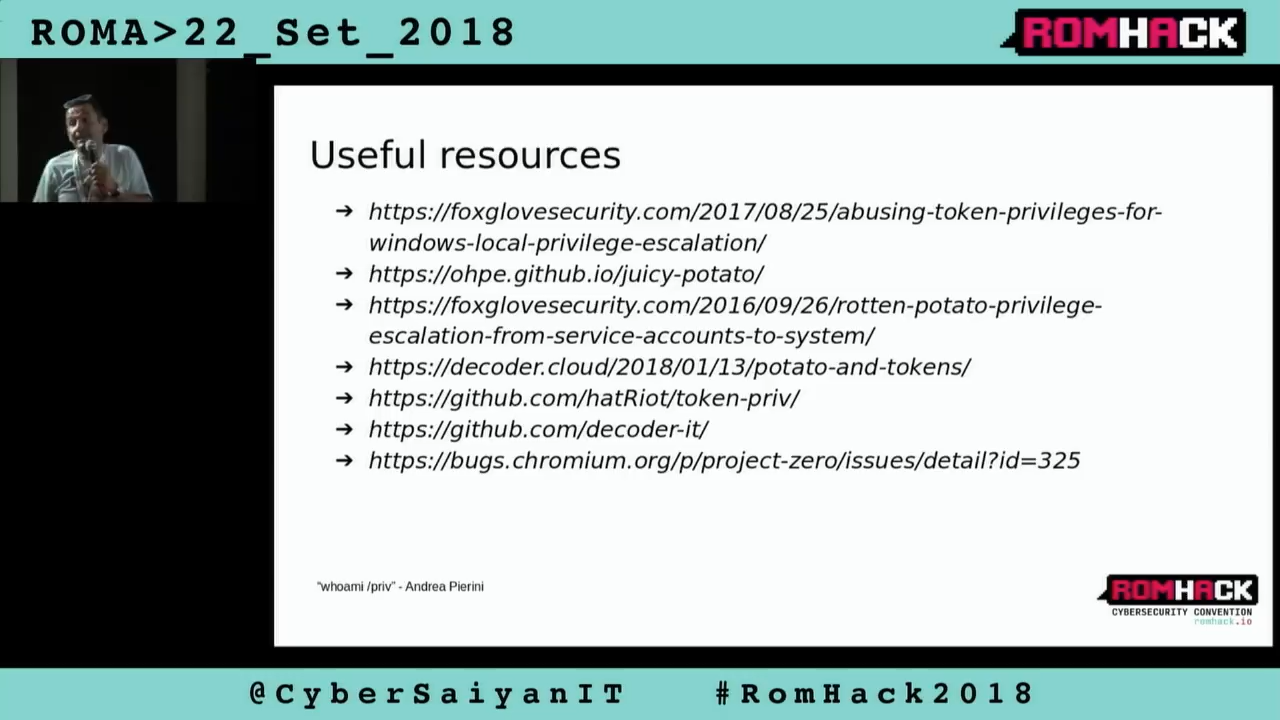 ROMA>22_Set_2018
ROMHACK
Useful resources
➔ https://foxglovesecurity.com/2017/08/25/abusing-token-privileges-for-
windows-local-privilege-escalation/
➔ https://ohpe.github.io/juicy-potato/
➔ https://foxglovesecurity.com/2016/09/26/rotten-potato-privilege-
escalation-from-service-accounts-to-system/
➔ https://decoder.cloud/2018/01/13/potato-and-tokens/
➔ https://github.com/hatRiot/token-priv/
➔ https://github.com/decoder-it/
➔ https://bugs.chromium.org/p/project-zero/issues/detail?id=325
"whoami /priv" - Andrea Pierini
ROMHACK
CYBERSECURITY CONVENTION
romhack.io
@CyberSaiyanIT #RomHack2018